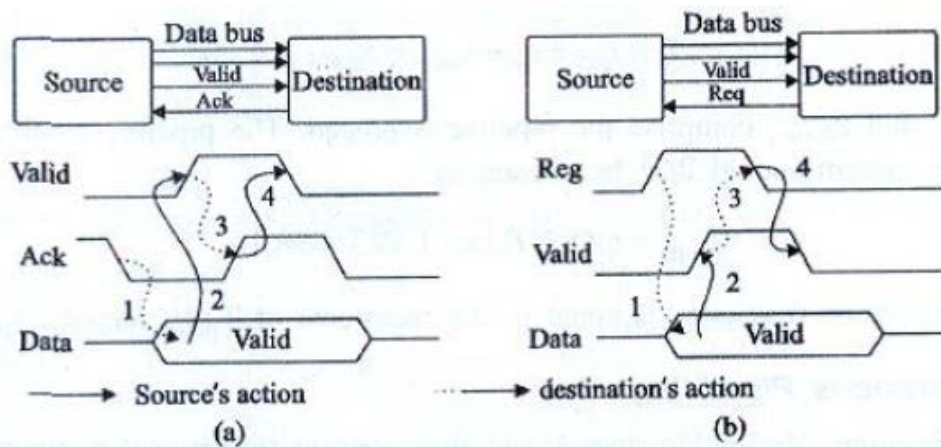 Data bus
Source
Valid
Ack
Destination
Valid
Ack
Data
1
2
3
4
Valid
Source's action
(a)
Data bus
Source
Valid
Req
Destination
Reg
Valid
Data
1
2
3
4
Valid
destination's action
(b)